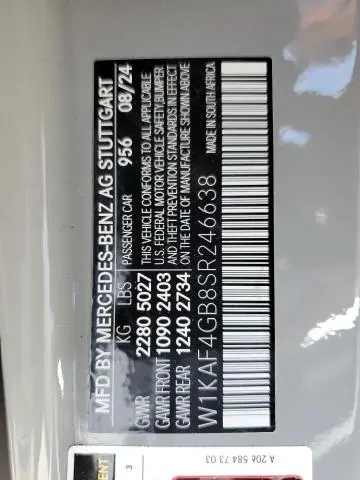 MFD BY MERCEDES-BENZ AG STUTTGART
KG LBS PASSENGER CAR 956 08/24
GVWR 2280 5027 THIS VEHICLE CONFORMS TO ALL APPLICABLE
GAWR FRONT 1090 2403 U.S. FEDERAL MOTOR VEHICLE SAFETY, BUMPER
GAWR REAR 1240 2734 AND THEFT PREVENTION STANDARDS IN EFFECT
ON DATE OF MANUFACTURE SHOWN ABOVE
W1KAF4GB8SR246638 MADE IN SOUTH AFRICA
A 206 584 73 03
3